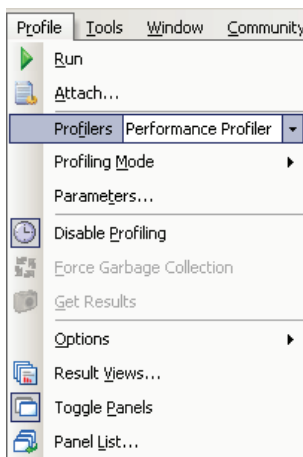 Profile Tools Window Community
Run
Attach...
Profilers Performance Profiler
Profiling Mode
Parameters...
Disable Profiling
Force Garbage Collection
Get Results
Options
Result Views...
Toggle Panels
Panel List...